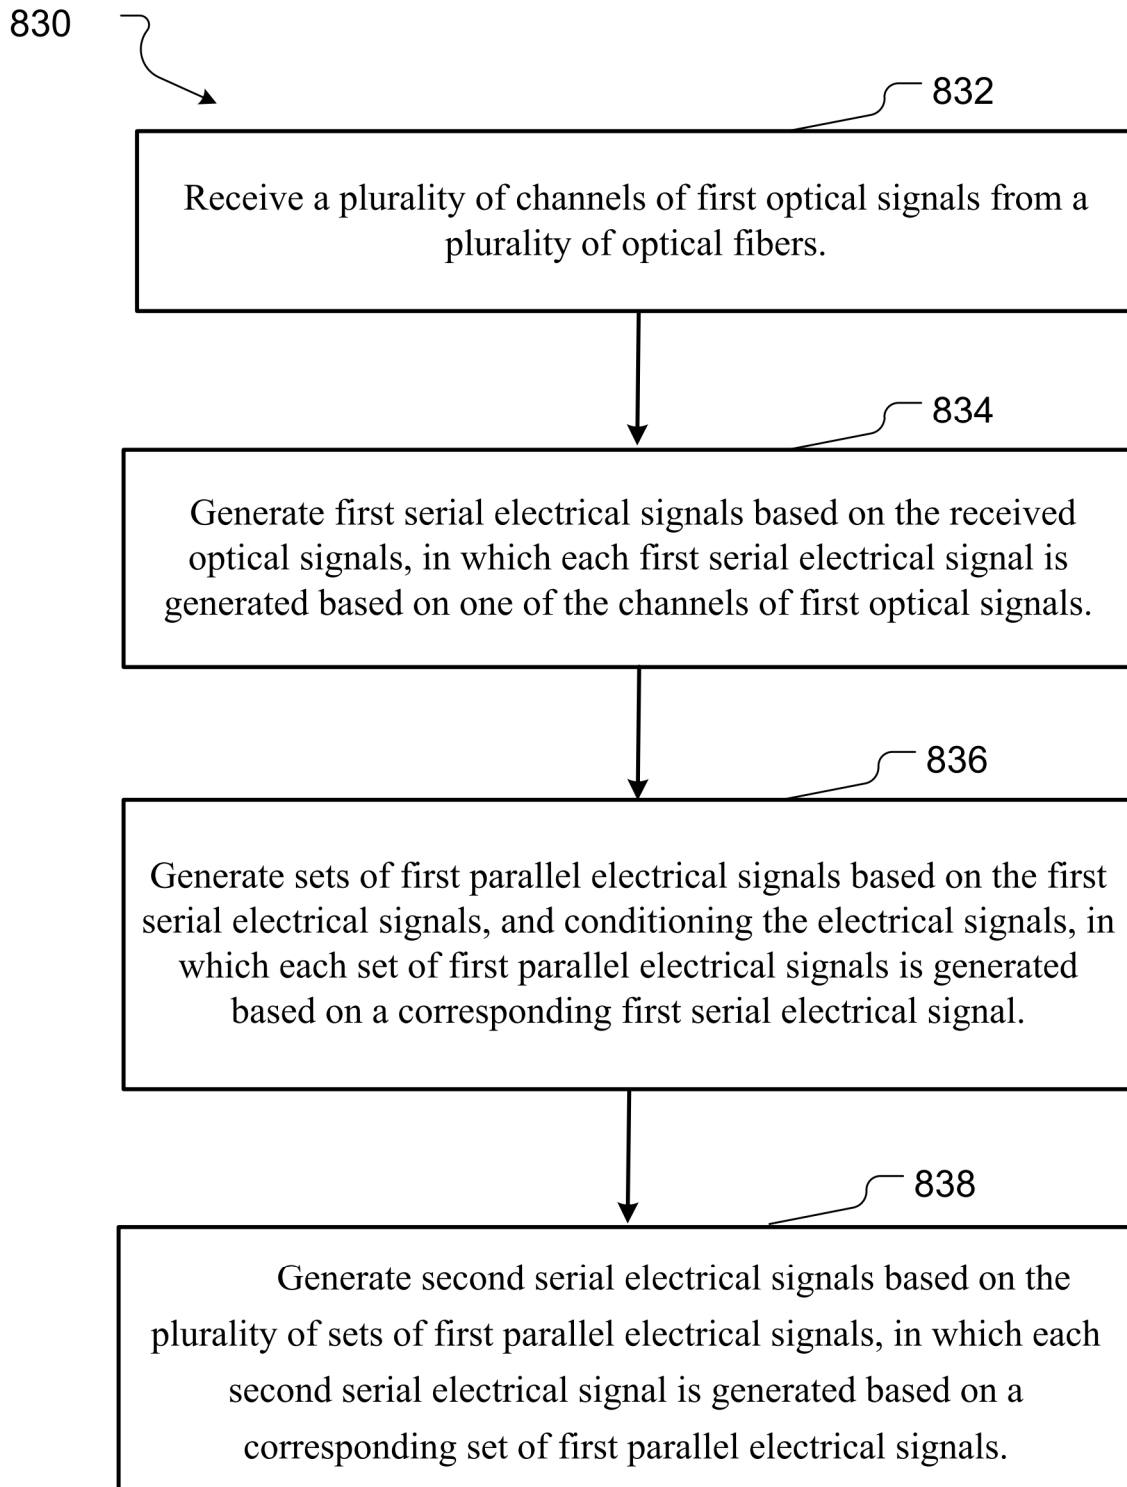 830
832
Receive a plurality of channels of first optical signals from a
plurality of optical fibers.
834
Generate first serial electrical signals based on the received
optical signals, in which each first serial electrical signal is
generated based on one of the channels of first optical signals.
836
Generate sets of first parallel electrical signals based on the first
serial electrical signals, and conditioning the electrical signals, in
which each set of first parallel electrical signals is generated
based on a corresponding first serial electrical signal.
838
Generate second serial electrical signals based on the
plurality of sets of first parallel electrical signals, in which each
second serial electrical signal is generated based on a
corresponding set of first parallel electrical signals.